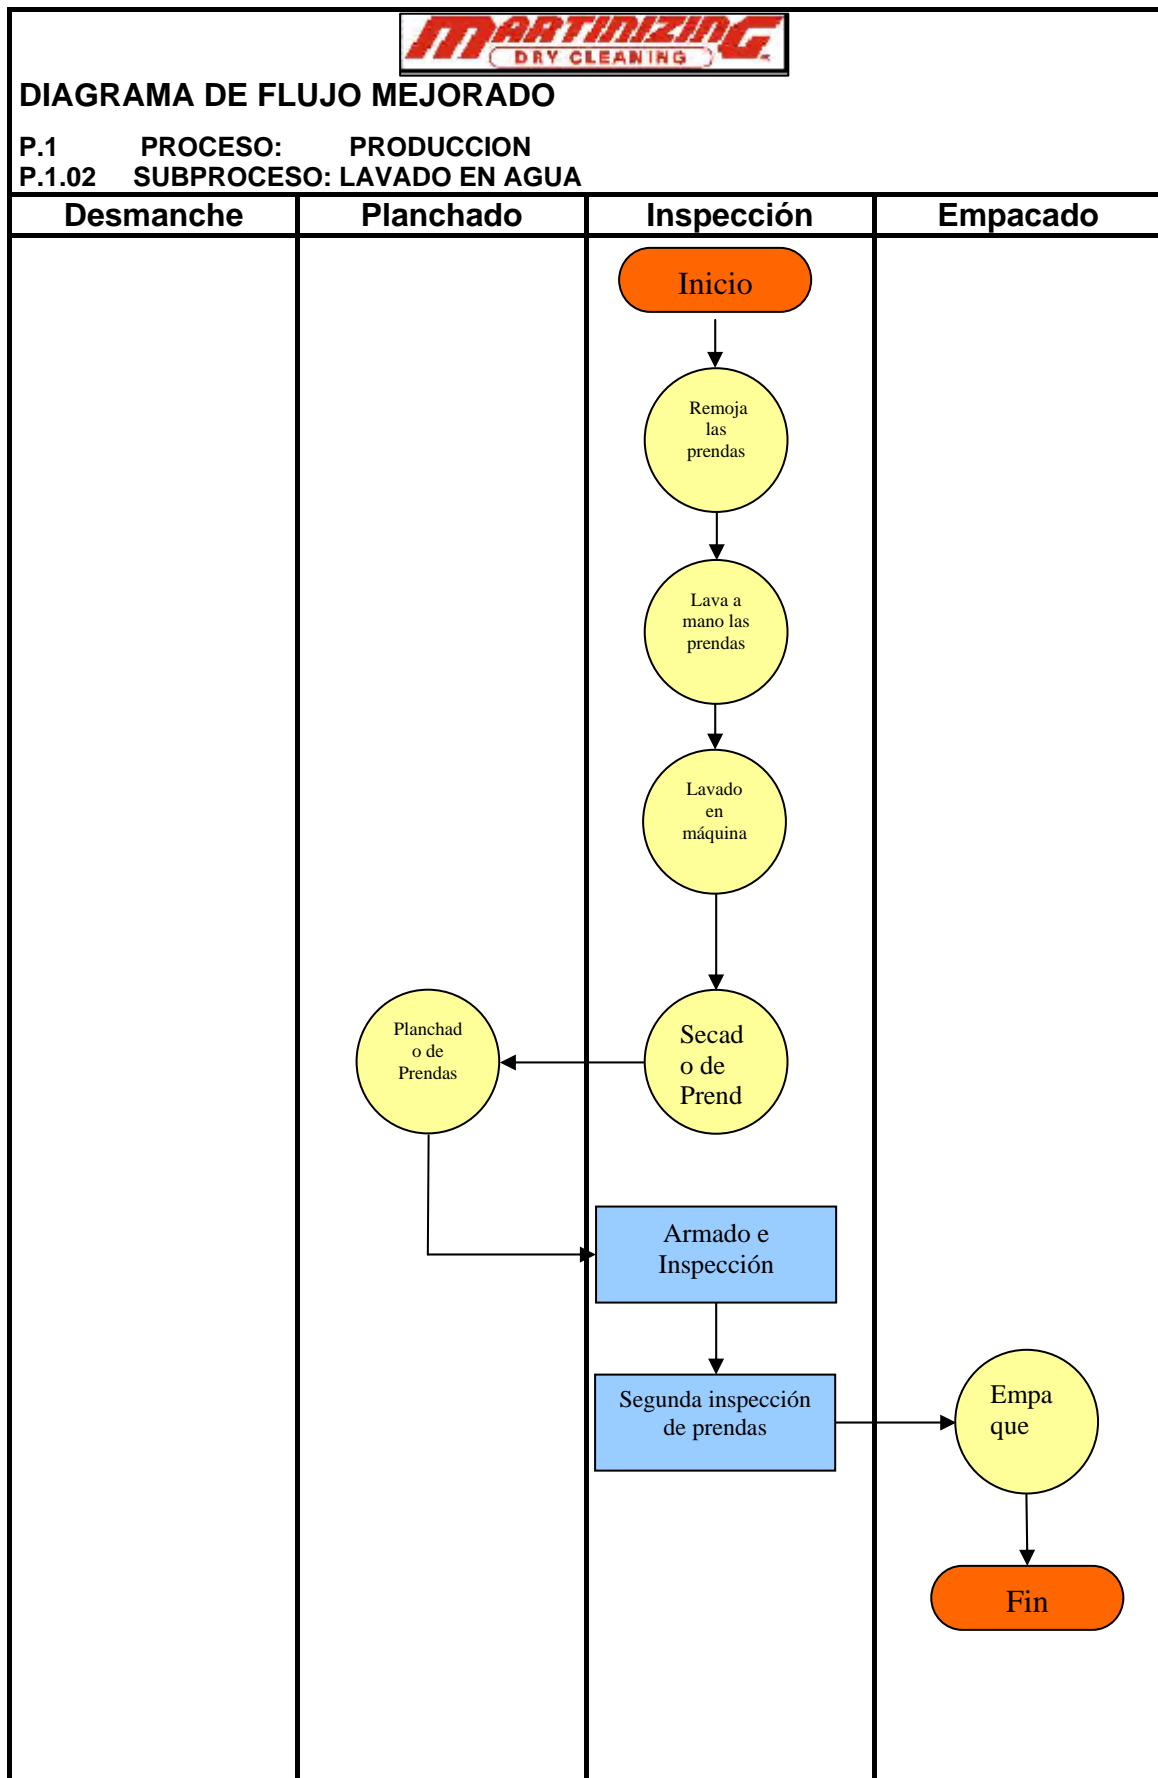 MARTINIZING
DRY CLEANING
DIAGRAMA DE FLUJO MEJORADO
P.1 PROCESO: PRODUCCION
P.1.02 SUBPROCESO: LAVADO EN AGUA
Desmanche Planchado Inspección Empacado
Inicio
Remoja
las
prendas
Lava a
mano las
prendas
Lavado
en
máquina
Secad
o de
Prend
Planchad
o de
Prendas
Armado e
Inspección
Segunda inspección
de prendas
Empa
que
Fin